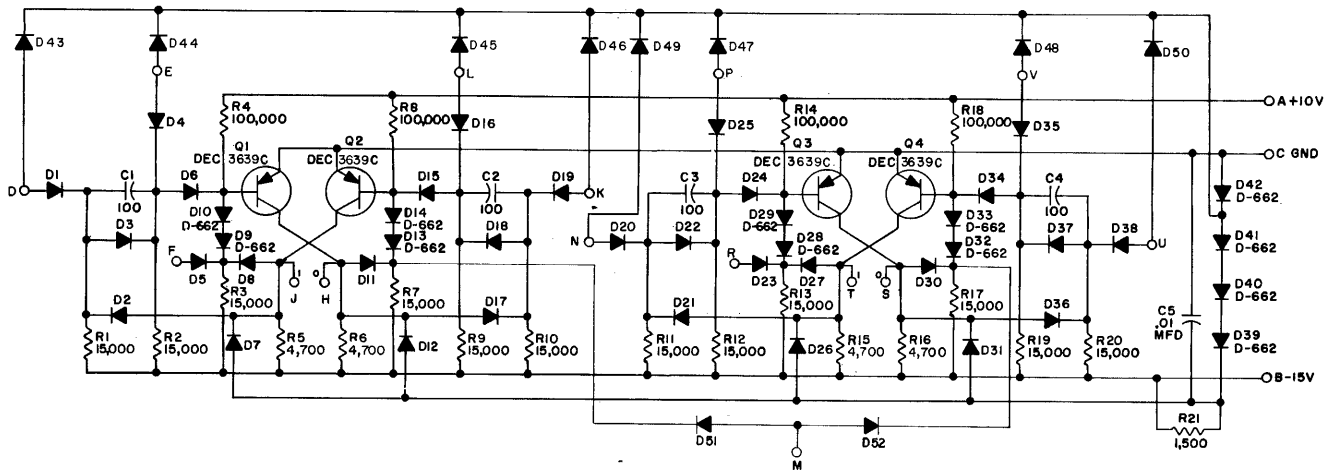 D43
D44
D45
D46
D49
D47
D48
D50
E
L
P
V
R4
100,000
R8
100,000
R14
100,000
R18
100,000
A+10V
D4
D16
D25
D35
Q1
Q2
DEC 3639C
DEC 3639C
Q3
Q4
DEC 3639C
DEC 3639C
C GND
D
D1
C1
100
D6
D15
C2
100
D19
K
C3
100
D24
D34
C4
100
D42
D-662
D3
D10
D-662
D14
D-662
D18
N
D20
D22
D29
D-662
D33
D-662
D37
D38
U
D41
D-662
F
D5
D9
D-662
D8
D13
D-662
D11
R
D23
D28
D-662
D27
D32
D-662
D30
D40
D-662
R3
15,000
1
J
0
H
R7
15,000
R13
15,000
1
T
0
S
R17
15,000
D2
D17
D21
D36
C5
.01
MFD
D39
D-662
R1
15,000
R2
15,000
D7
R5
4,700
R6
4,700
D12
R9
15,000
R10
15,000
R11
15,000
R12
15,000
D26
R15
4,700
R16
4,700
D31
R19
15,000
R20
15,000
B-15V
R21
1,500
D51
D52
M